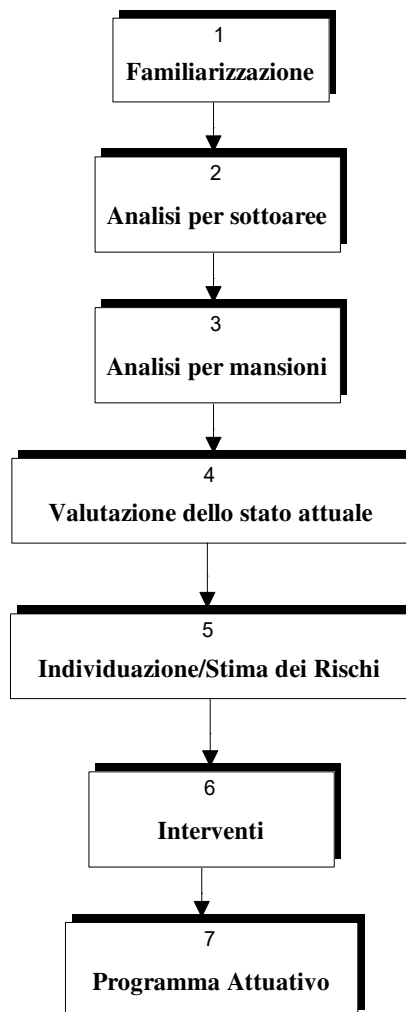 1
Familiarizzazione
2
Analisi per sottoaree
3
Analisi per mansioni
4
Valutazione dello stato attuale
5
Individuazione/Stima dei Rischi
6
Interventi
7
Programma Attuativo